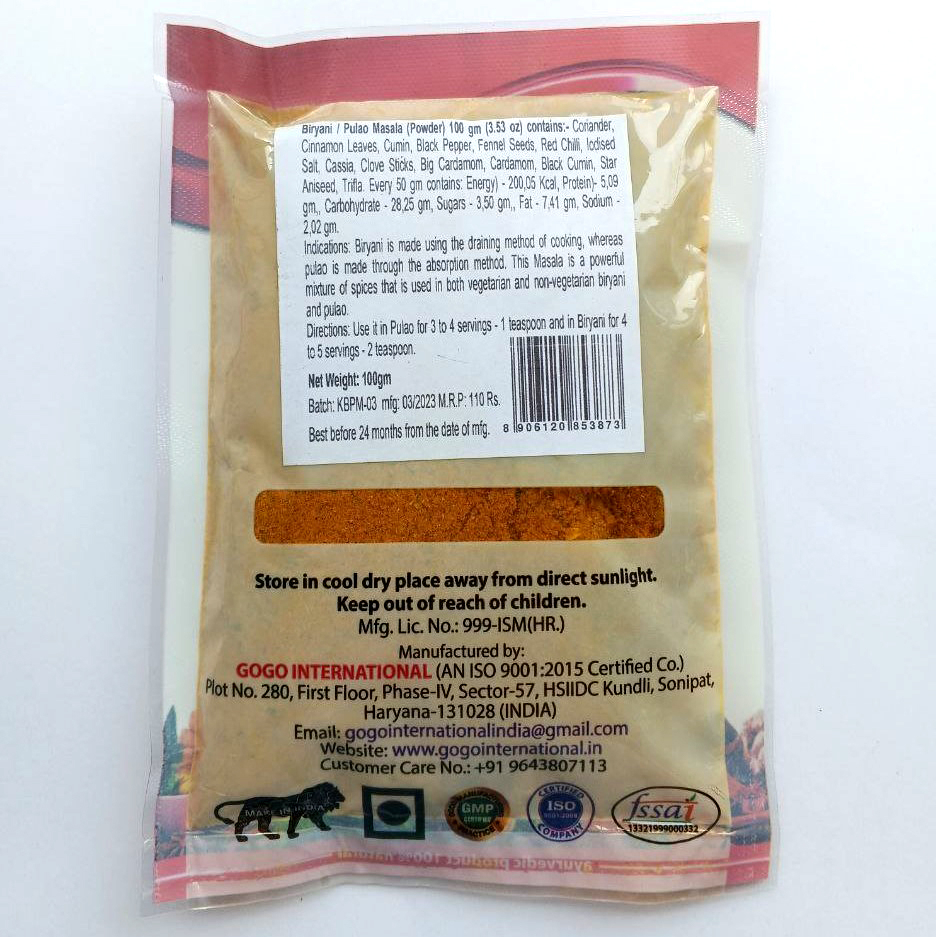 Biryani / Pulao Masala (Powder) 100 gm (3.53 oz) contains:- Coriander,
Cinnamon Leaves, Cumin, Black Pepper, Fennel Seeds, Red Chilli, Iodised
Salt, Cassia, Clove Sticks, Big Cardamom, Cardamom, Black Cumin, Star
Aniseed, Trifla. Every 50 gm contains: Energy) - 200,05 Kcal, Protein)- 5,09
gm,, Carbohydrate - 28,25 gm, Sugars - 3,50 gm,, Fat - 7,41 gm, Sodium -
2,02 gm.
Indications: Biryani is made using the draining method of cooking, whereas
pulao is made through the absorption method. This Masala is a powerful
mixture of spices that is used in both vegetarian and non-vegetarian biryani
and pulao.
Directions: Use it in Pulao for 3 to 4 servings - 1 teaspoon and in Biryani for 4
to 5 servings - 2 teaspoon.
Net Weight: 100gm
Batch: KBPM-03 mfg: 03/2023 M.R.P: 110 Rs.
Best before 24 months from the date of mfg.
8 906120 853873
Store in cool dry place away from direct sunlight.
Keep out of reach of children.
Mfg. Lic. No.: 999-ISM(HR.)
Manufactured by:
GOGO INTERNATIONAL (AN ISO 9001:2015 Certified Co.)
Plot No. 280, First Floor, Phase-IV, Sector-57, HSIIDC Kundli, Sonipat,
Haryana-131028 (INDIA)
Email: gogointernationalindia@gmail.com
Website: www.gogointernational.in
Customer Care No.: +91 9643807113
MAKE IN INDIA
GMP
CERTIFIED
ISO
CERTIFIED
COMPANY
fssai
13321999000332
ayurvedic product 100% natural